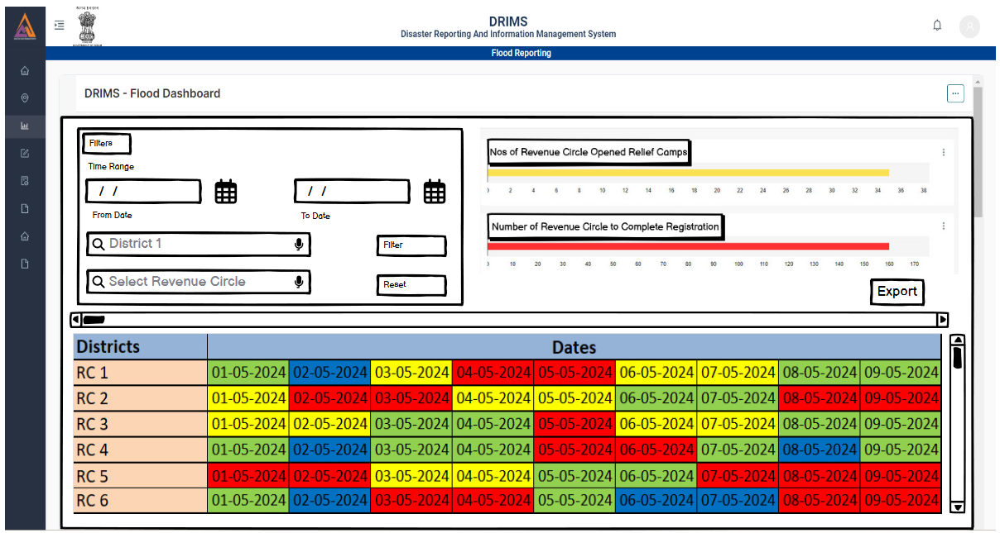 DRIMS
Disaster Reporting And Information Management System
Flood Reporting
DRIMS - Flood Dashboard
Filters
Time Range
/ /
/ /
From Date
To Date
District 1
Filter
Select Revenue Circle
Reset
Nos of Revenue Circle Opened Relief Camps
2 4 6 8 10 12 14 16 18 20 22 24 26 28 30 32 34 36 38
Number of Revenue Circle to Complete Registration
10 20 30 40 50 60 70 80 90 100 110 120 130 140 150 160 170
Export
Districts Dates
RC 1 01-05-2024 02-05-2024 03-05-2024 04-05-2024 05-05-2024 06-05-2024 07-05-2024 08-05-2024 09-05-2024
RC 2 01-05-2024 02-05-2024 03-05-2024 04-05-2024 05-05-2024 06-05-2024 07-05-2024 08-05-2024 09-05-2024
RC 3 01-05-2024 02-05-2024 03-05-2024 04-05-2024 05-05-2024 06-05-2024 07-05-2024 08-05-2024 09-05-2024
RC 4 01-05-2024 02-05-2024 03-05-2024 04-05-2024 05-05-2024 06-05-2024 07-05-2024 08-05-2024 09-05-2024
RC 5 01-05-2024 02-05-2024 03-05-2024 04-05-2024 05-05-2024 06-05-2024 07-05-2024 08-05-2024 09-05-2024
RC 6 01-05-2024 02-05-2024 03-05-2024 04-05-2024 05-05-2024 06-05-2024 07-05-2024 08-05-2024 09-05-2024